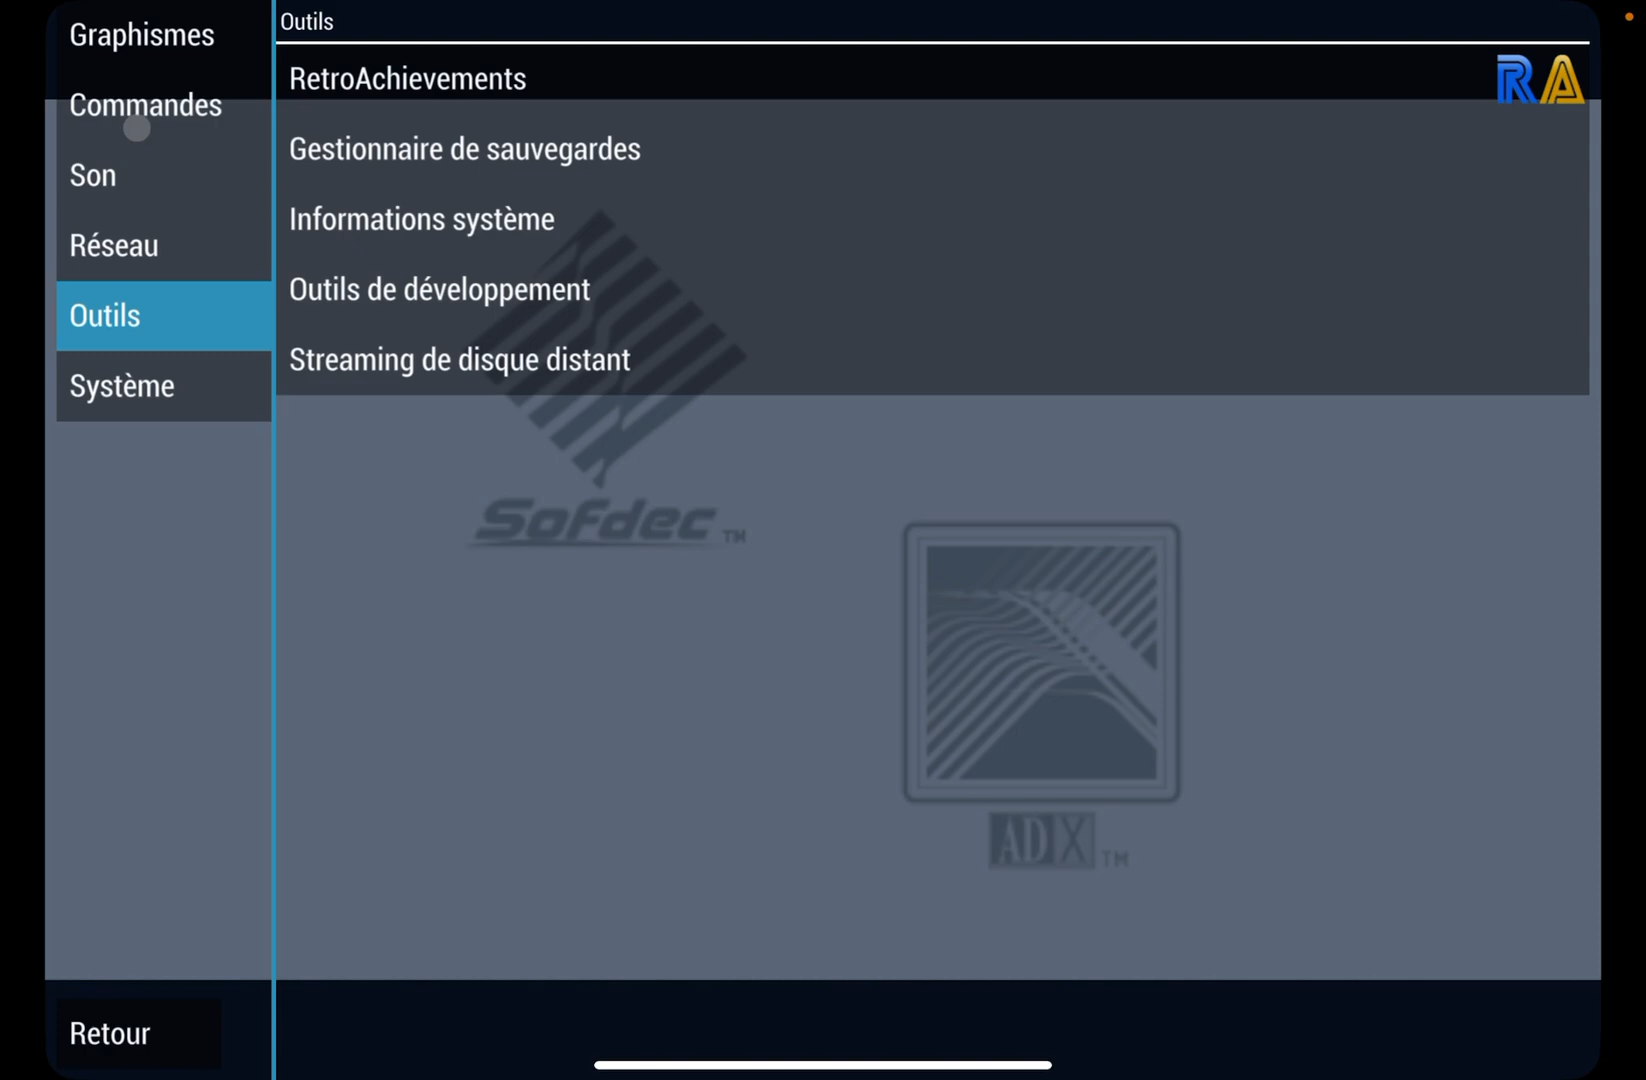 Graphismes
Commandes
Son
Réseau
Outils
Système
Retour
Outils
RetroAchievements
RA
Gestionnaire de sauvegardes
Informations système
Outils de développement
Streaming de disque distant
Sofdec TM
ADX TM